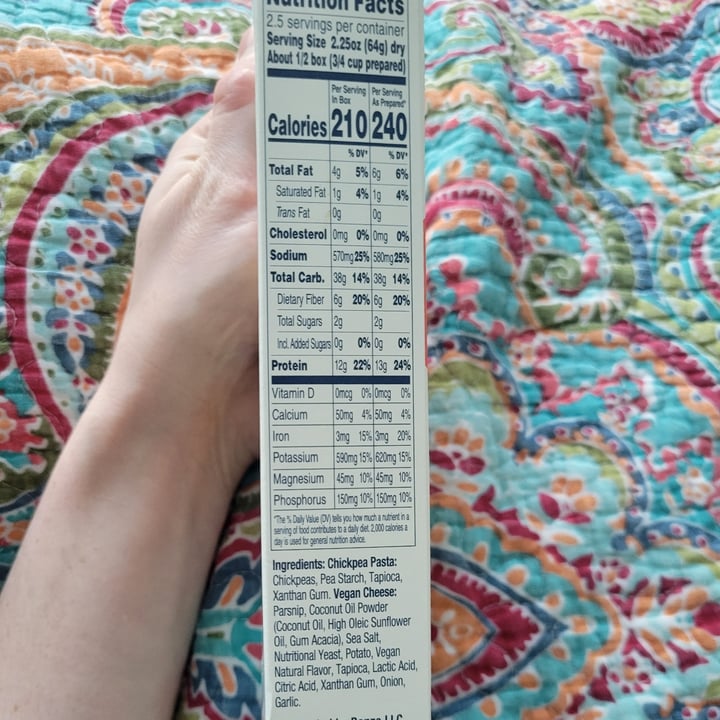 Nutrition Facts
2.5 servings per container
Serving Size 2.25oz (64g) dry
About 1/2 box (3/4 cup prepared)
Per Serving In Box Per Serving As Prepared*
Calories 210 240
% DV* % DV*
Total Fat 4g 5% 6g 6%
Saturated Fat 1g 4% 1g 4%
Trans Fat 0g 0g
Cholesterol 0mg 0% 0mg 0%
Sodium 570mg 25% 580mg 25%
Total Carb. 38g 14% 38g 14%
Dietary Fiber 6g 20% 6g 20%
Total Sugars 2g 2g
Incl. Added Sugars 0g 0% 0g 0%
Protein 12g 22% 13g 24%
Vitamin D 0mcg 0% 0mcg 0%
Calcium 50mg 4% 50mg 4%
Iron 3mg 15% 3mg 20%
Potassium 590mg 15% 620mg 15%
Magnesium 45mg 10% 45mg 10%
Phosphorus 150mg 10% 150mg 10%
*The % Daily Value (DV) tells you how much a nutrient in a
serving of food contributes to a daily diet. 2,000 calories a
day is used for general nutrition advice.
Ingredients: Chickpea Pasta:
Chickpeas, Pea Starch, Tapioca,
Xanthan Gum. Vegan Cheese:
Parsnip, Coconut Oil Powder
(Coconut Oil, High Oleic Sunflower
Oil, Gum Acacia), Sea Salt,
Nutritional Yeast, Potato, Vegan
Natural Flavor, Tapioca, Lactic Acid,
Citric Acid, Xanthan Gum, Onion,
Garlic.
by Banza LLC